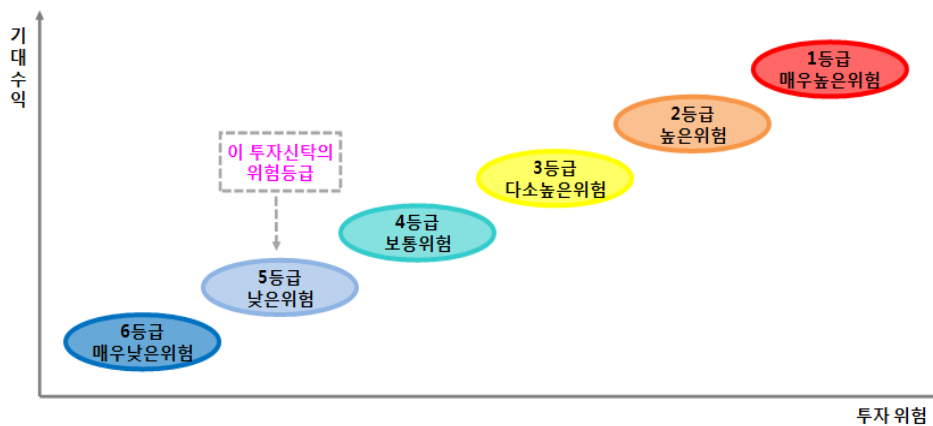 기대수익
1등급
매우높은위험
2등급
높은위험
이 투자신탁의
위험등급
3등급
다소높은위험
4등급
보통위험
5등급
낮은위험
6등급
매우낮은위험
투자 위험